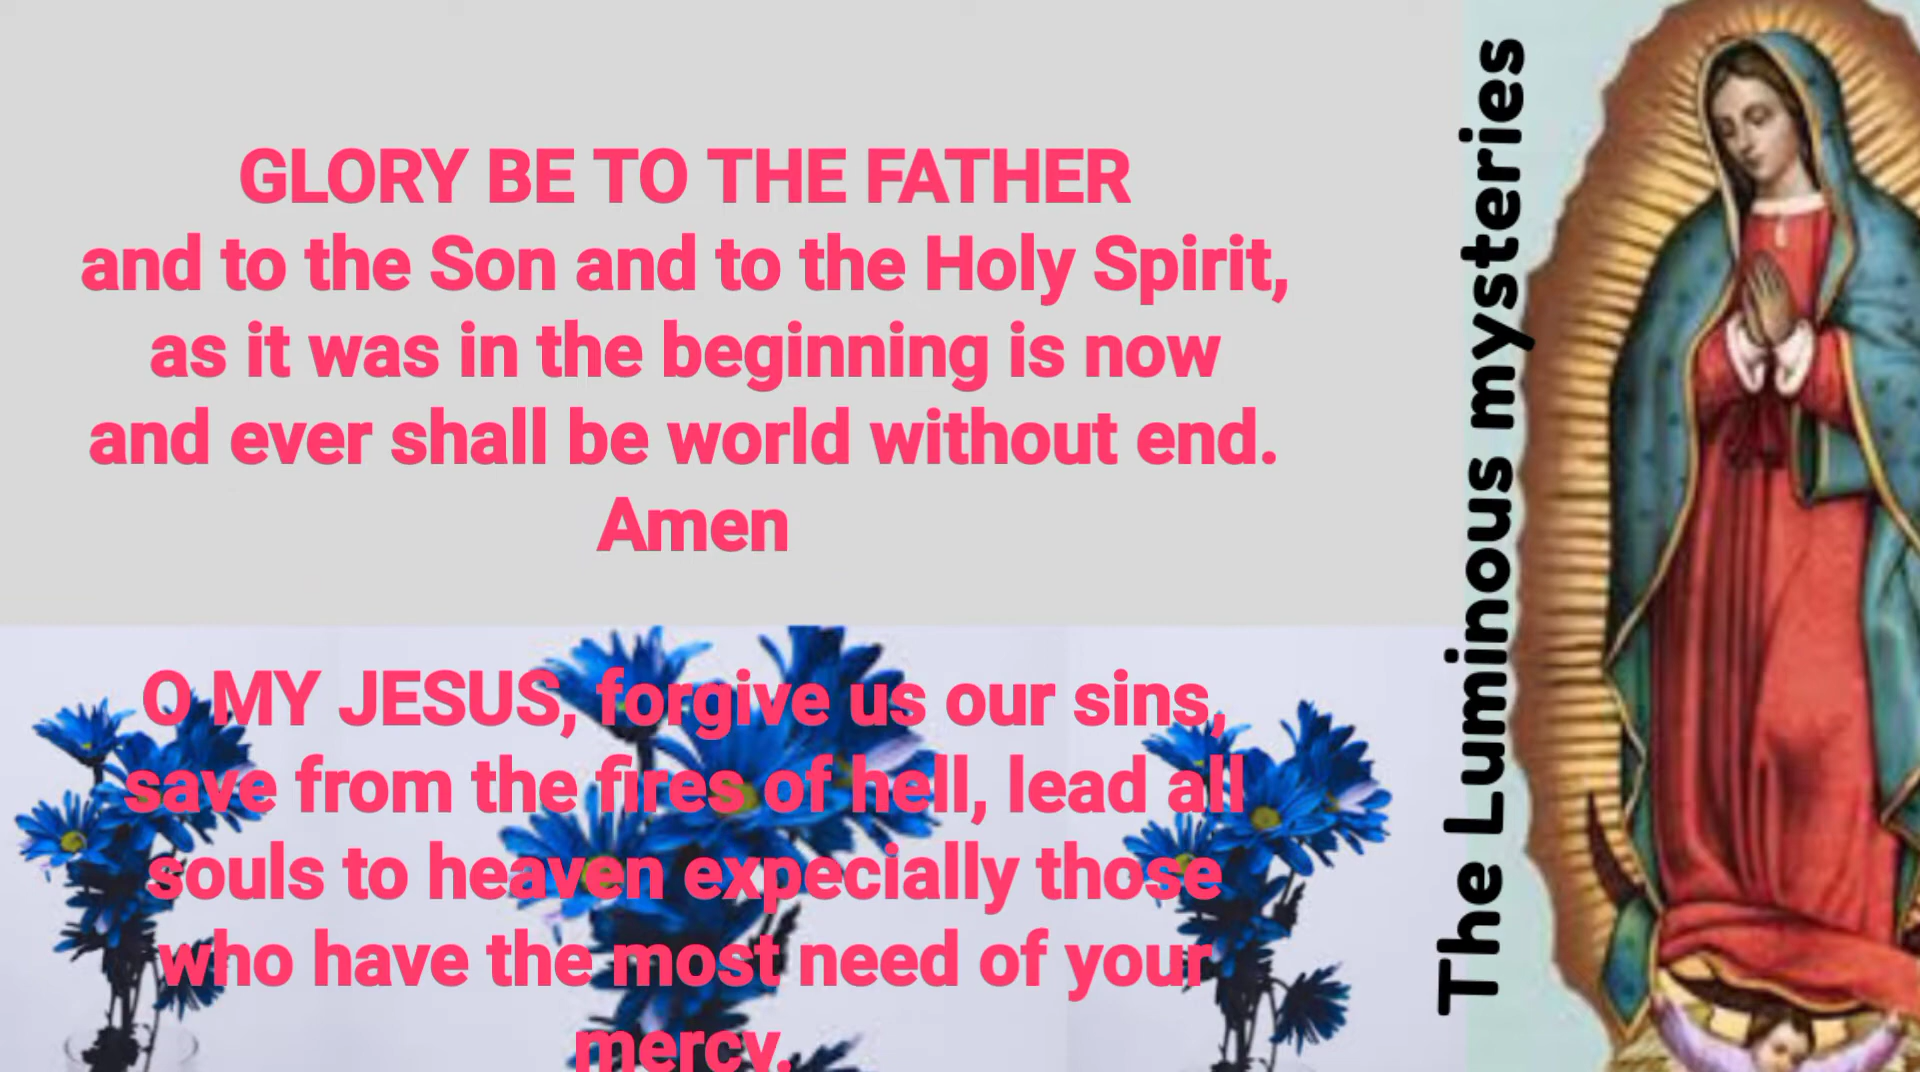 GLORY BE TO THE FATHER
and to the Son and to the Holy Spirit,
as it was in the beginning is now
and ever shall be world without end.
Amen
O MY JESUS, forgive us our sins,
save from the fires of hell, lead all
souls to heaven expecially those
who have the most need of your
mercy.
The Luminous mysteries